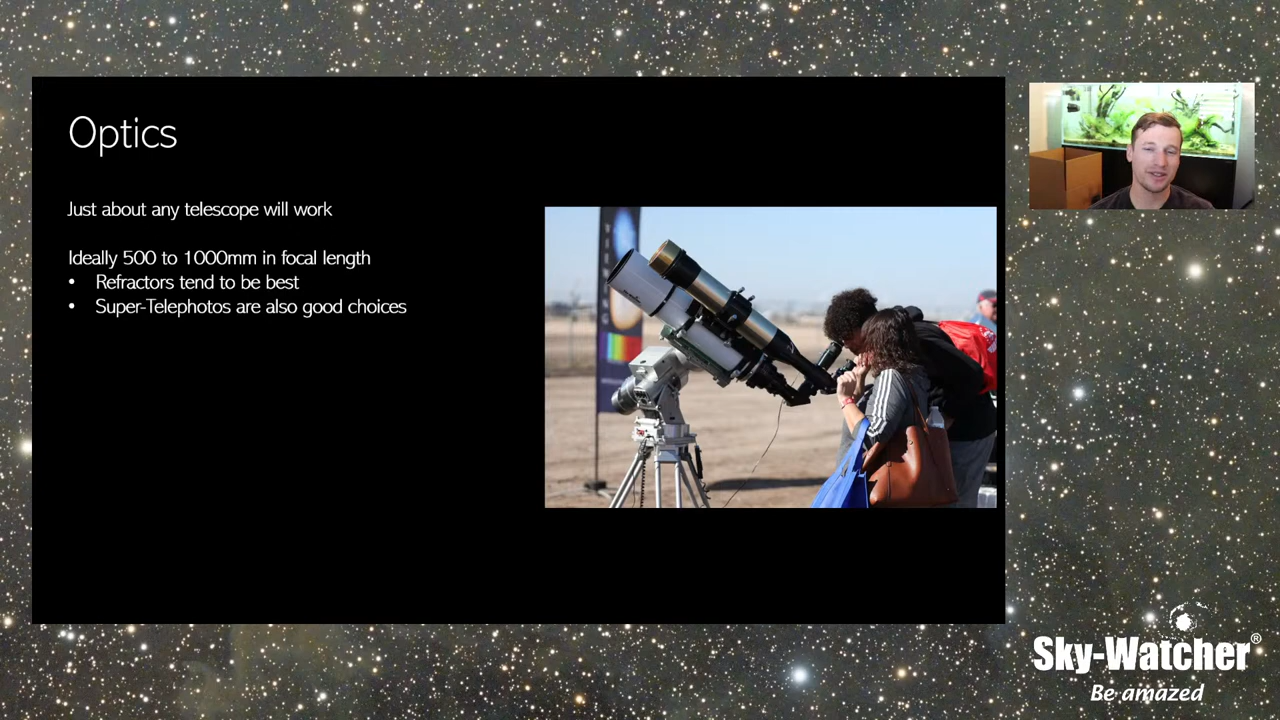 Optics
Just about any telescope will work
Ideally 500 to 1000mm in focal length
• Refractors tend to be best
• Super-Telephotos are also good choices
Sky-Watcher®
Be amazed